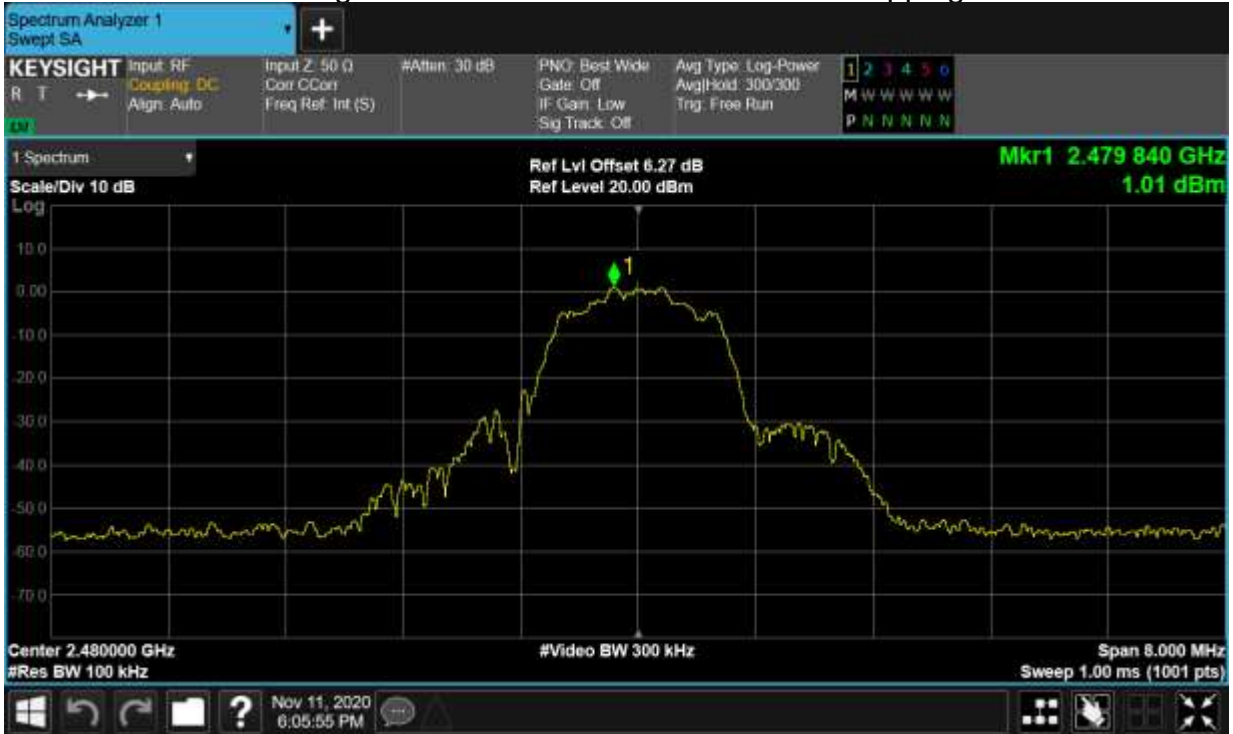 Spectrum Analyzer 1
Swept SA
+
KEYSIGHT Input: RF Input Z: 50 Ω #Atten: 30 dB PNO: Best Wide Avg Type: Log-Power 1 2 3 4 5 6
R T Coupling: DC Corr CCorr Gate: Off Avg|Hold: 300/300 M W W W W W
Align: Auto Freq Ref: Int (S) IF Gain: Low Trig: Free Run P N N N N N
Sig Track: Off
1 Spectrum Ref Lvl Offset 6.27 dB Mkr1 2.479 840 GHz
Scale/Div 10 dB Ref Level 20.00 dBm 1.01 dBm
Log
10.0
1
0.00
-10.0
-20.0
-30.0
-40.0
-50.0
-60.0
-70.0
Center 2.480000 GHz #Video BW 300 kHz Span 8.000 MHz
#Res BW 100 kHz Sweep 1.00 ms (1001 pts)
? Nov 11, 2020
6:05:55 PM